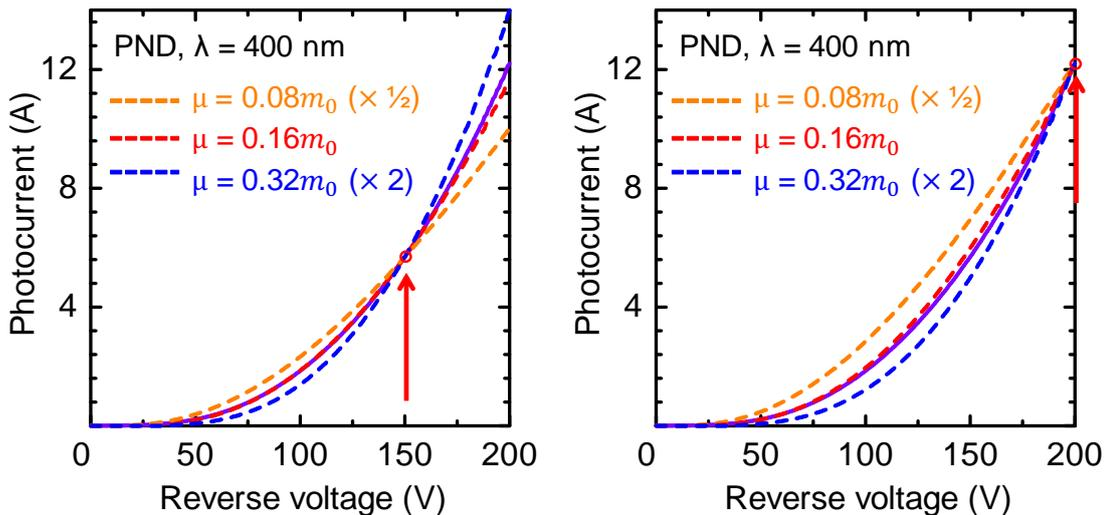 PND, λ = 400 nm
μ = 0.08m₀ (× ½)
μ = 0.16m₀
μ = 0.32m₀ (× 2)
12
8
4
0 50 100 150 200
Photocurrent (A)
Reverse voltage (V)
PND, λ = 400 nm
μ = 0.08m₀ (× ½)
μ = 0.16m₀
μ = 0.32m₀ (× 2)
12
8
4
0 50 100 150 200
Photocurrent (A)
Reverse voltage (V)